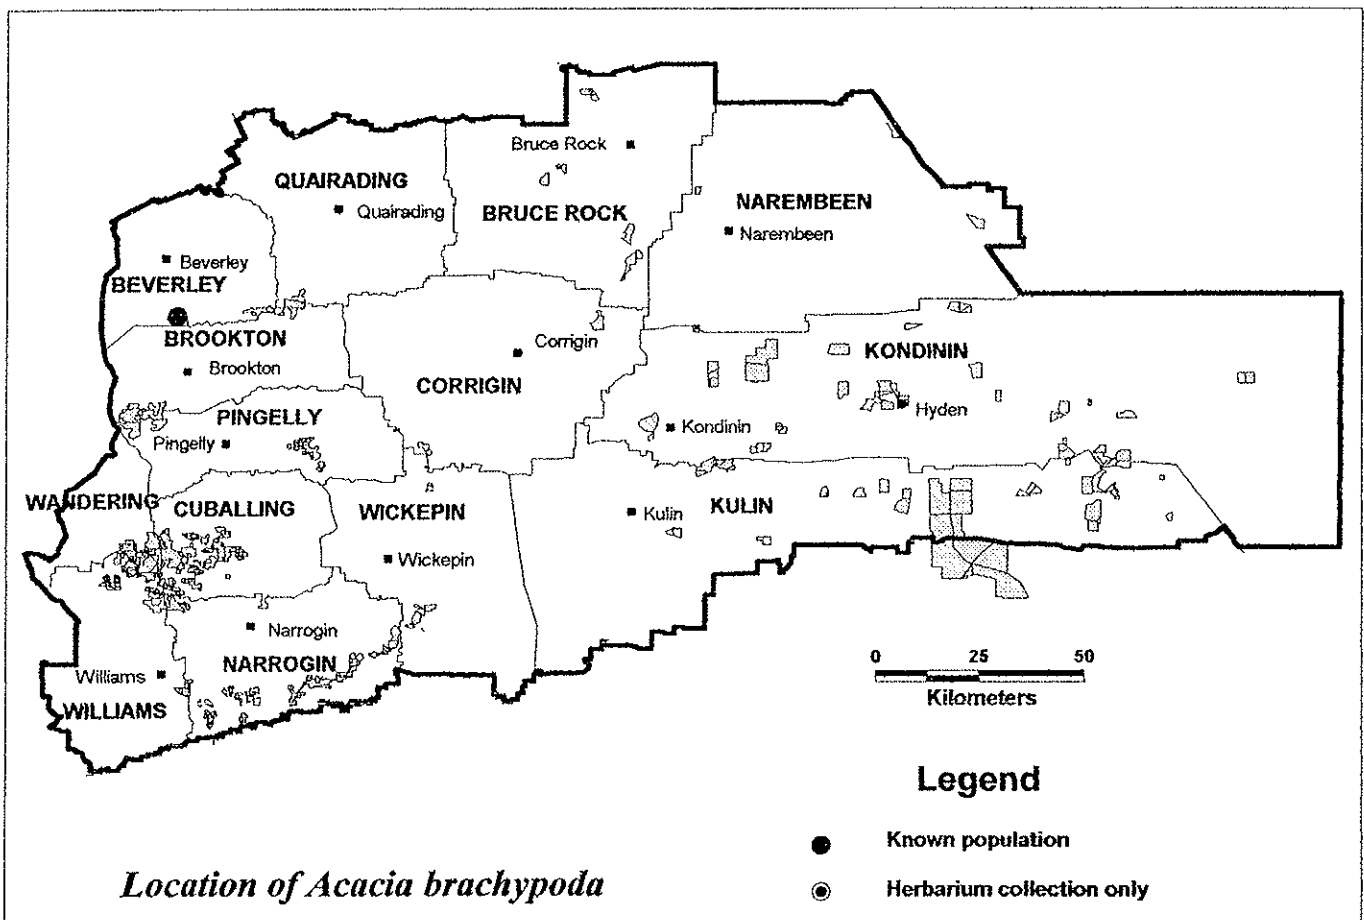 Bruce Rock
QUAIRADING
Quairading
BRUCE ROCK
NAREMBEEN
Narembeen
Beverley
BEVERLEY
BROOKTON
Brookton
Corrigin
CORRIGIN
KONDININ
Hyden
PINGELLY
Pingelly
Kondinin
WANDERING
CUBALLING
WICKEPIN
Wickepin
Kulin
KULIN
Narrogin
NARROGIN
Williams
WILLIAMS
0 25 50
Kilometers
Legend
Known population
Herbarium collection only
Location of Acacia brachypoda